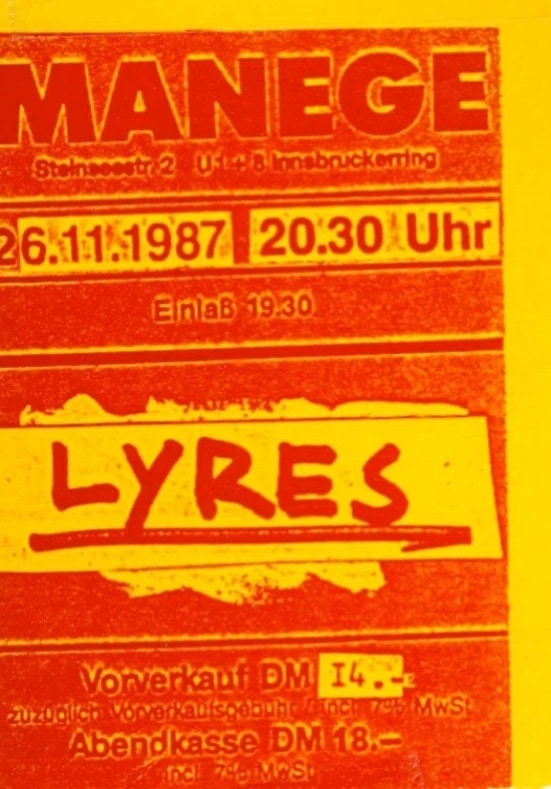 MANEGE
Steinseestr. 2 U 1 + 8 Innsbruckerring
26.11.1987 20.30 Uhr
Einlaß 19.30
LYRES
Vorverkauf DM 14.-
zuzüglich Vorverkaufsgebühr / incl 7% MwSt
Abendkasse DM 18.—
incl 7% MwSt